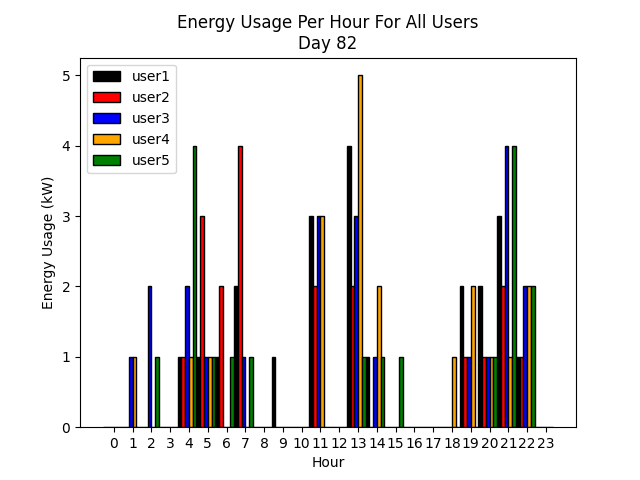 Energy Usage Per Hour For All Users
Day 82
user1
user2
user3
user4
user5
Energy Usage (kW)
5
4
3
2
1
0
0 1 2 3 4 5 6 7 8 9 10 11 12 13 14 15 16 17 18 19 20 21 22 23
Hour